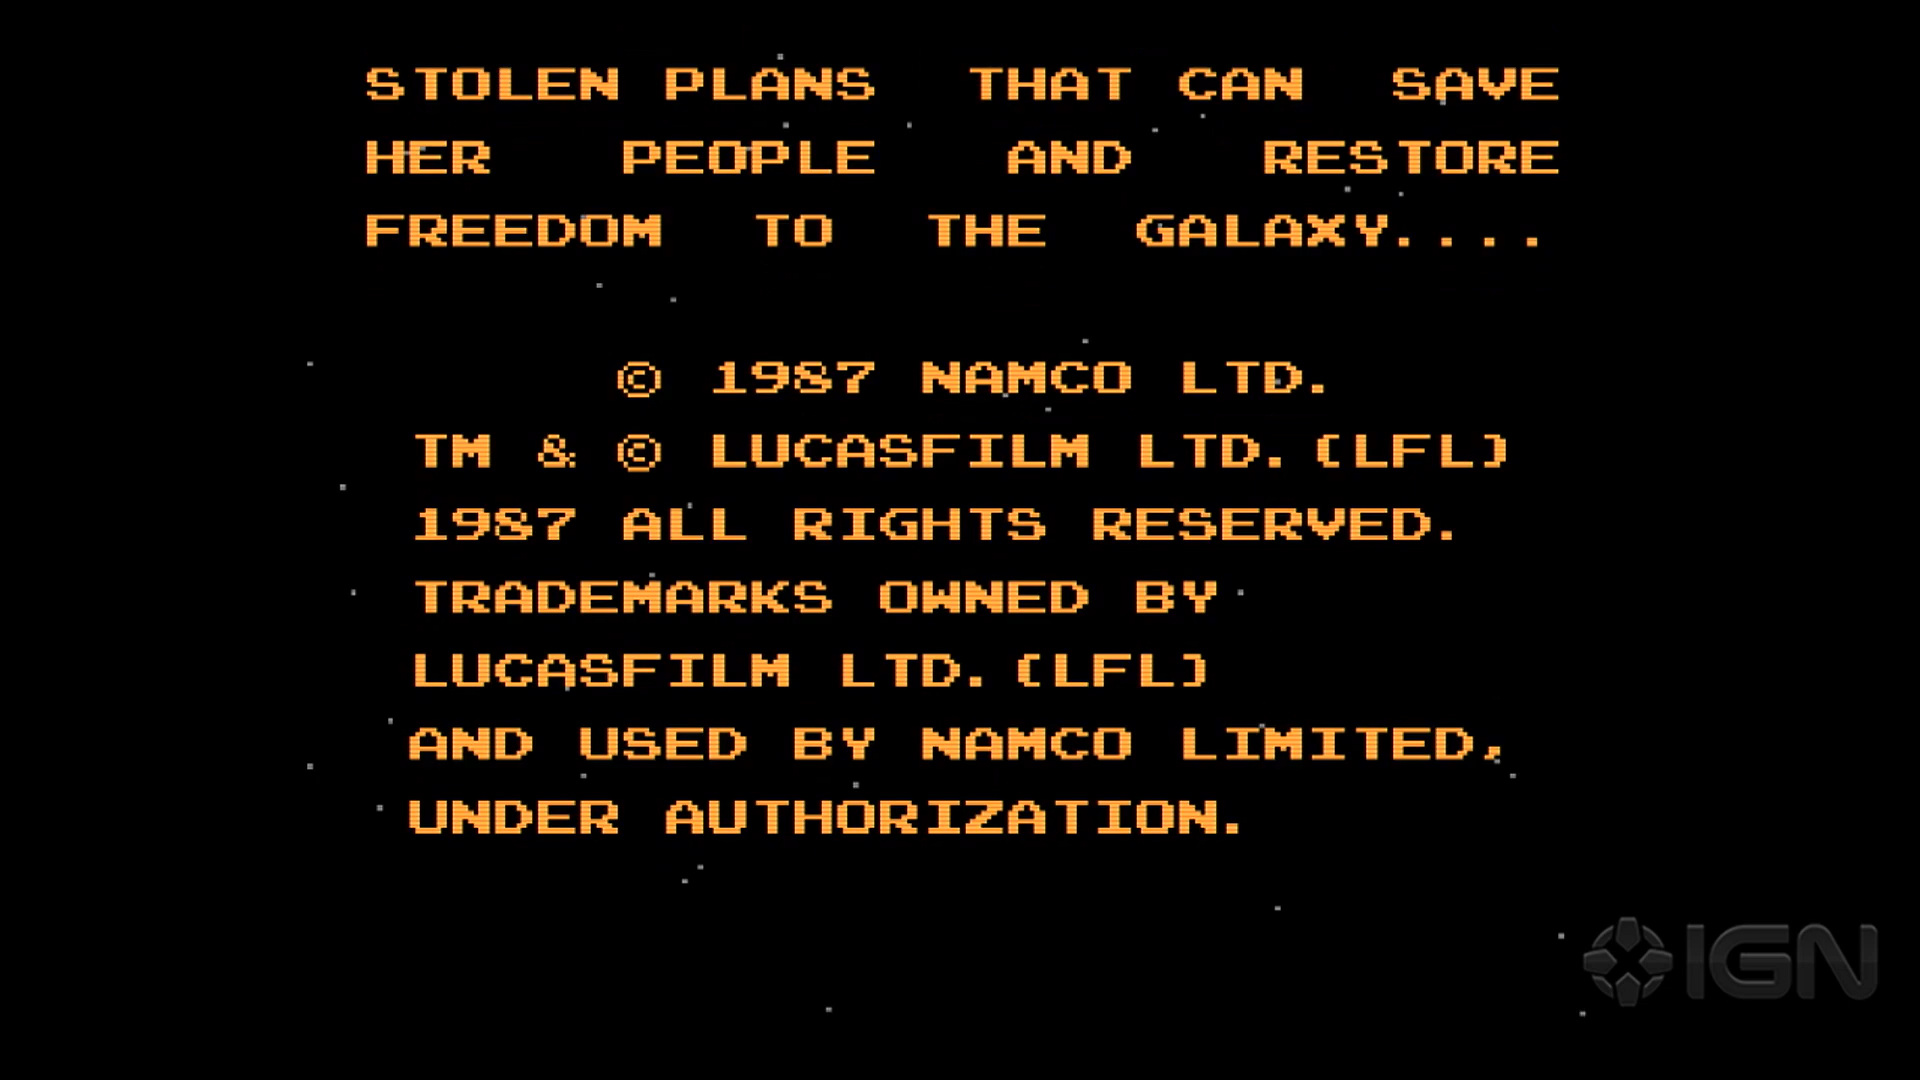 STOLEN PLANS THAT CAN SAVE
HER PEOPLE AND RESTORE
FREEDOM TO THE GALAXY....
© 1987 NAMCO LTD.
TM & © LUCASFILM LTD.(LFL)
1987 ALL RIGHTS RESERVED.
TRADEMARKS OWNED BY
LUCASFILM LTD.(LFL)
AND USED BY NAMCO LIMITED,
UNDER AUTHORIZATION.
IGN